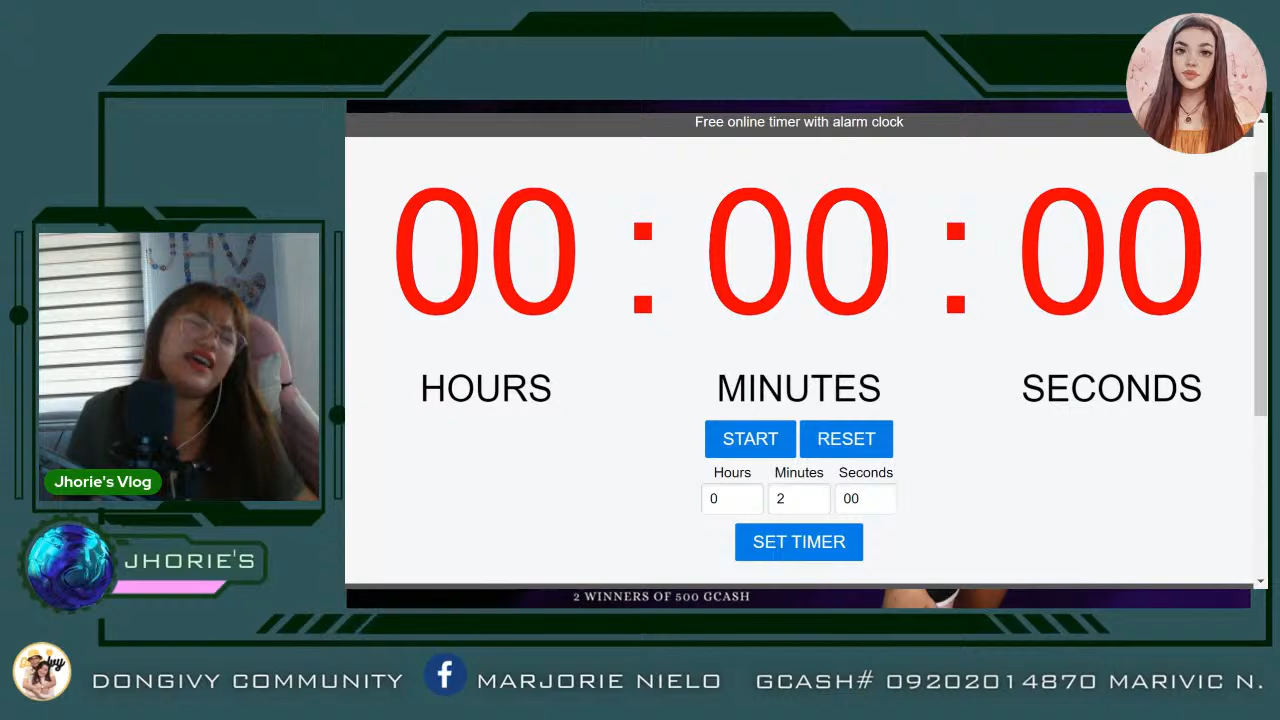 Free online timer with alarm clock
00 : 00 : 00
HOURS MINUTES SECONDS
START RESET
Hours Minutes Seconds
0 2 00
SET TIMER
2 WINNERS OF 500 GCASH
JHV
Jhorie's Vlog
JHORIE'S
DONGIVY COMMUNITY f MARJORIE NIELO GCASH# 09202014870 MARIVIC N.